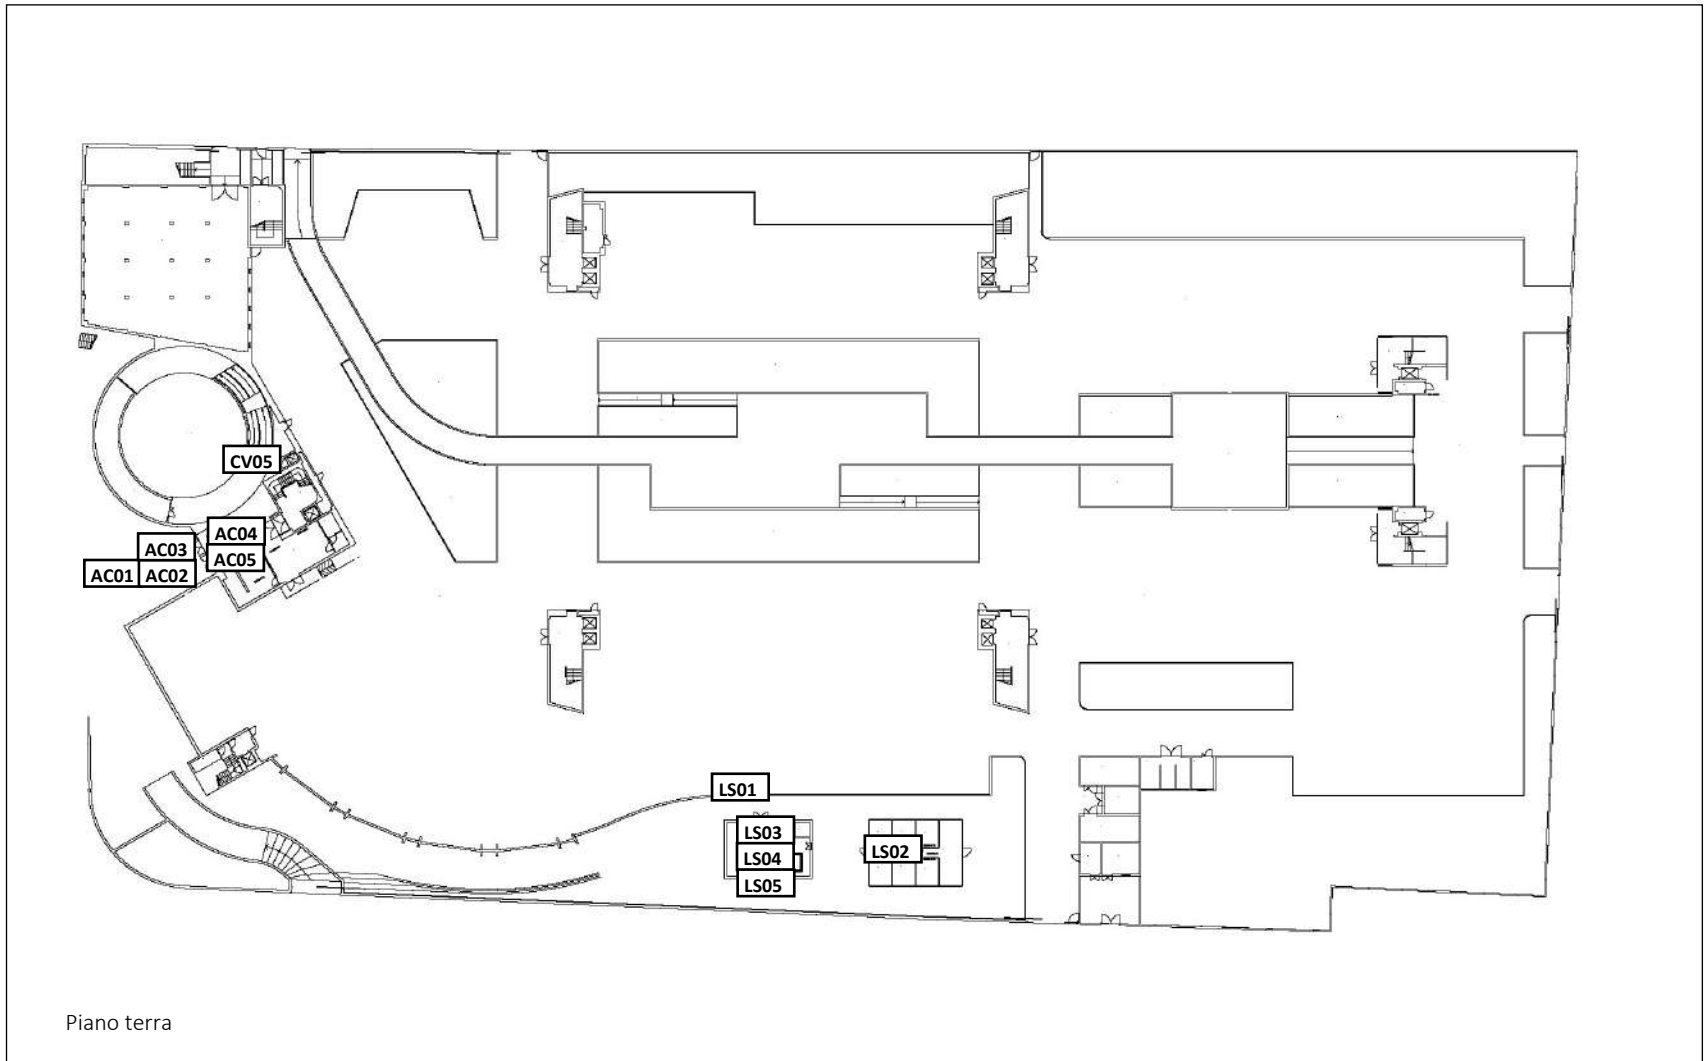 CV05
AC04
AC03
AC05
AC01 AC02
LS01
LS03
LS02
LS04
LS05
Piano terra